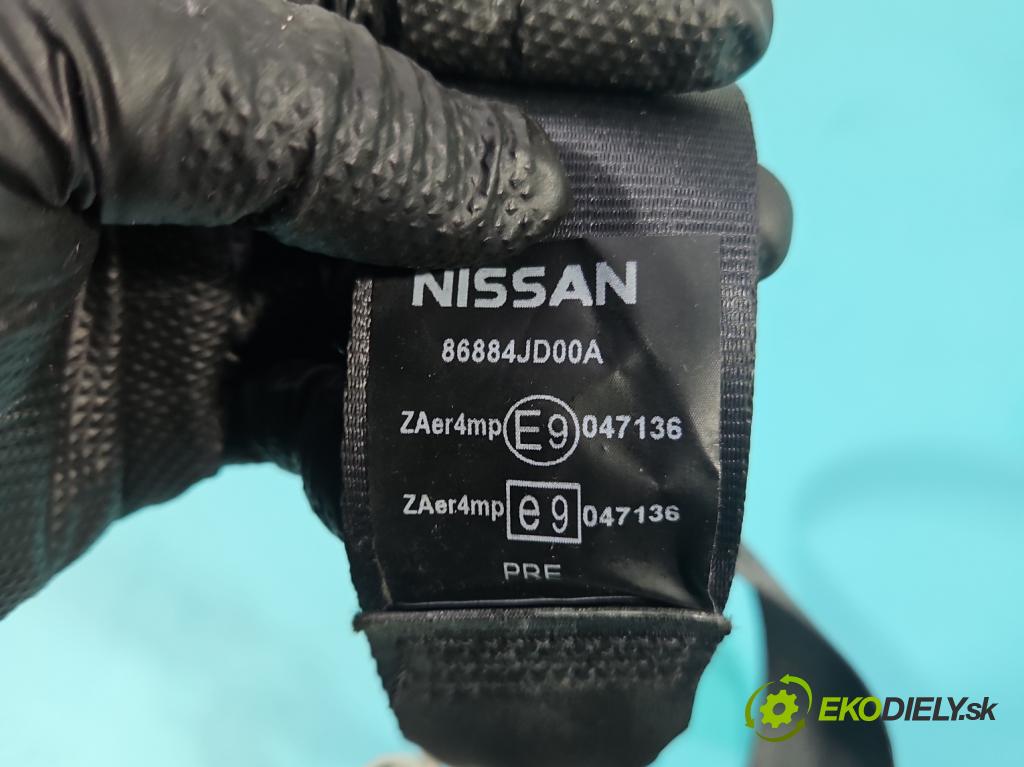 NISSAN
86884JD00A
ZAer4mp E9 047136
ZAer4mp e9 047136
PRE
EKODIELY.sk